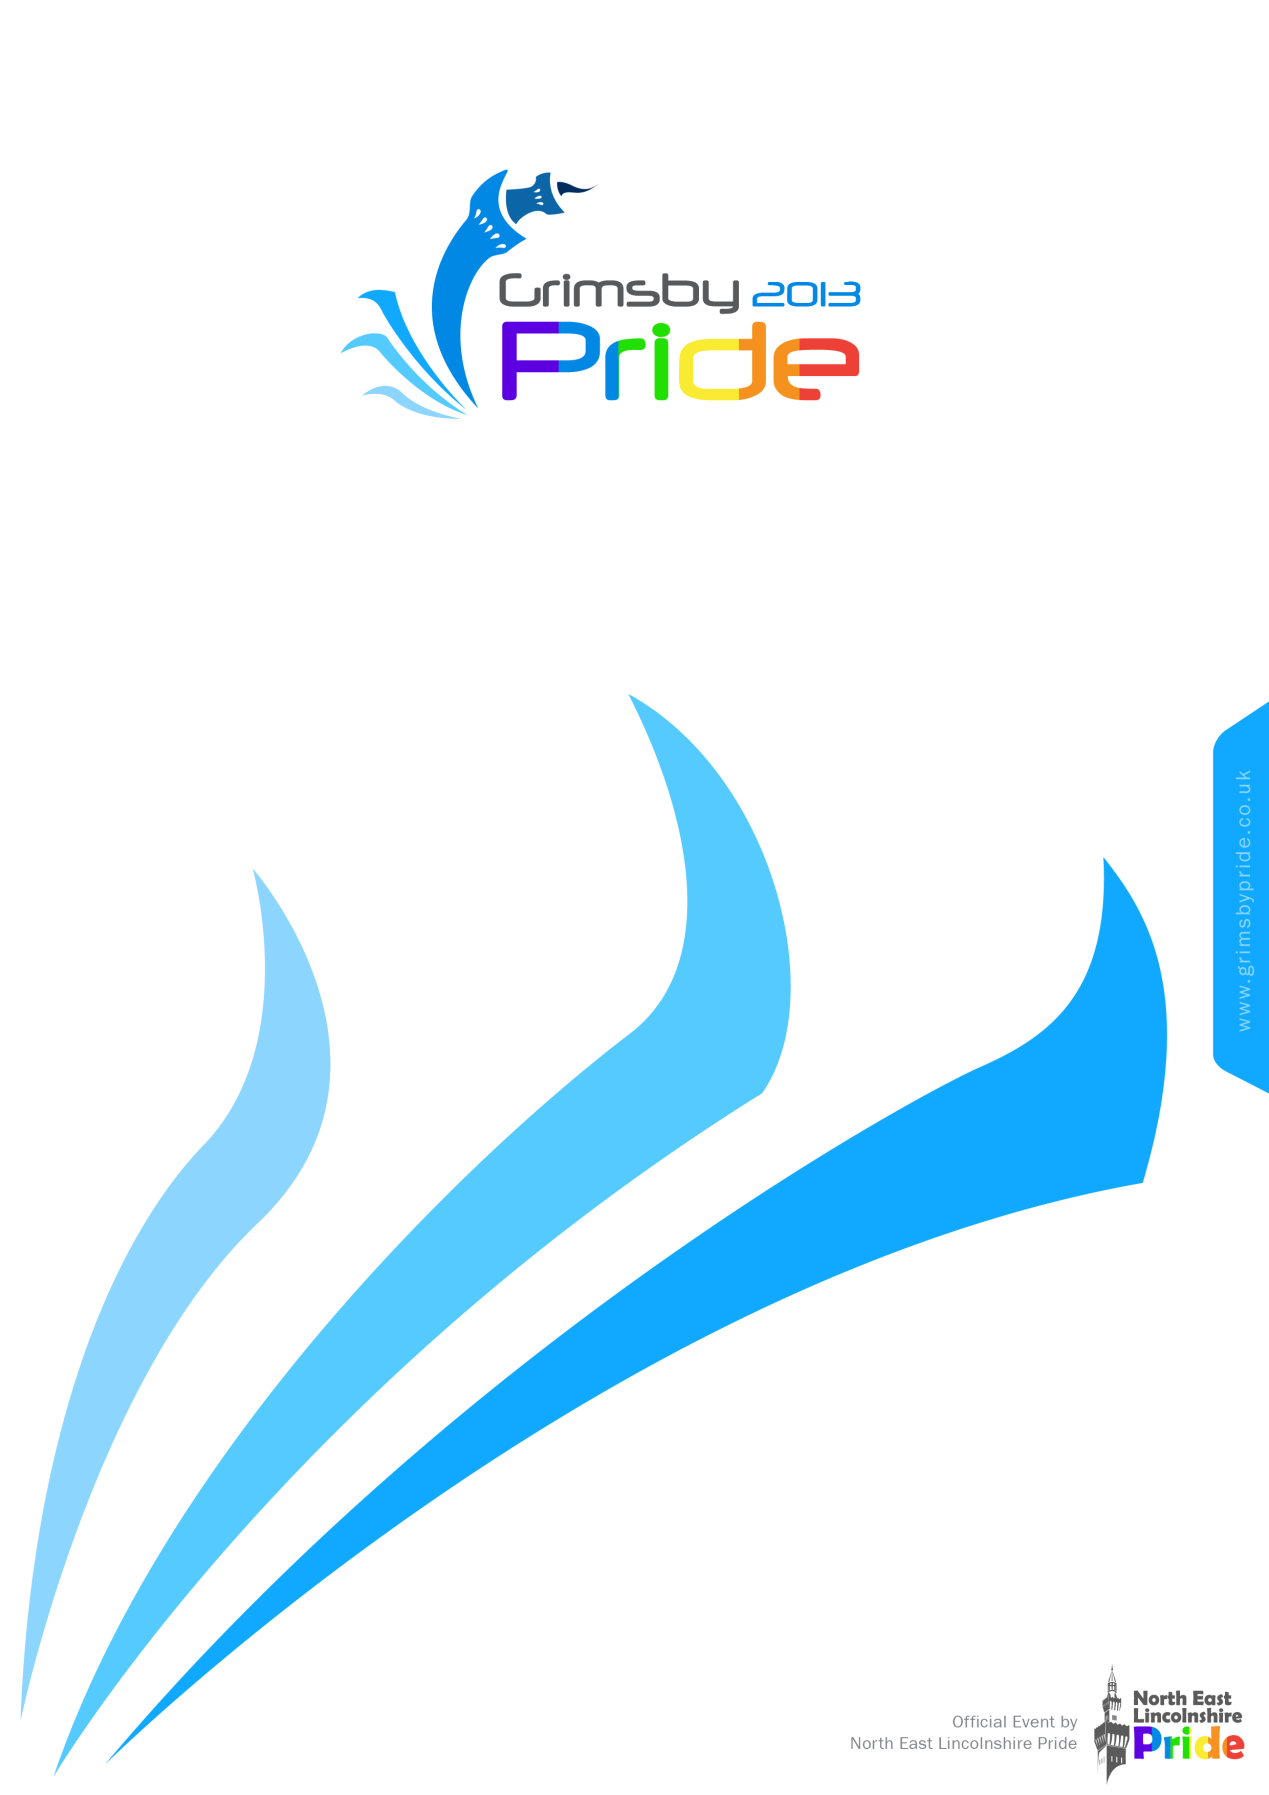 Grimsby 2013
Pride
www.grimsbypride.co.uk
Official Event by
North East Lincolnshire Pride
North East
Lincolnshire
Pride